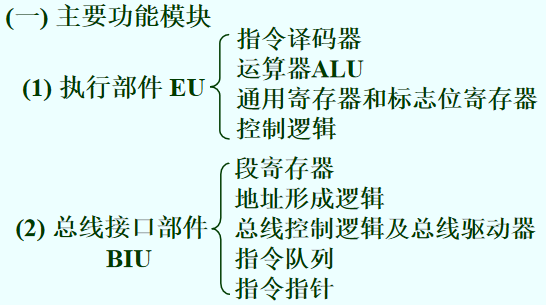 (一) 主要功能模块
(1) 执行部件 EU
指令译码器
运算器ALU
通用寄存器和标志位寄存器
控制逻辑
(2) 总线接口部件
BIU
段寄存器
地址形成逻辑
总线控制逻辑及总线驱动器
指令队列
指令指针